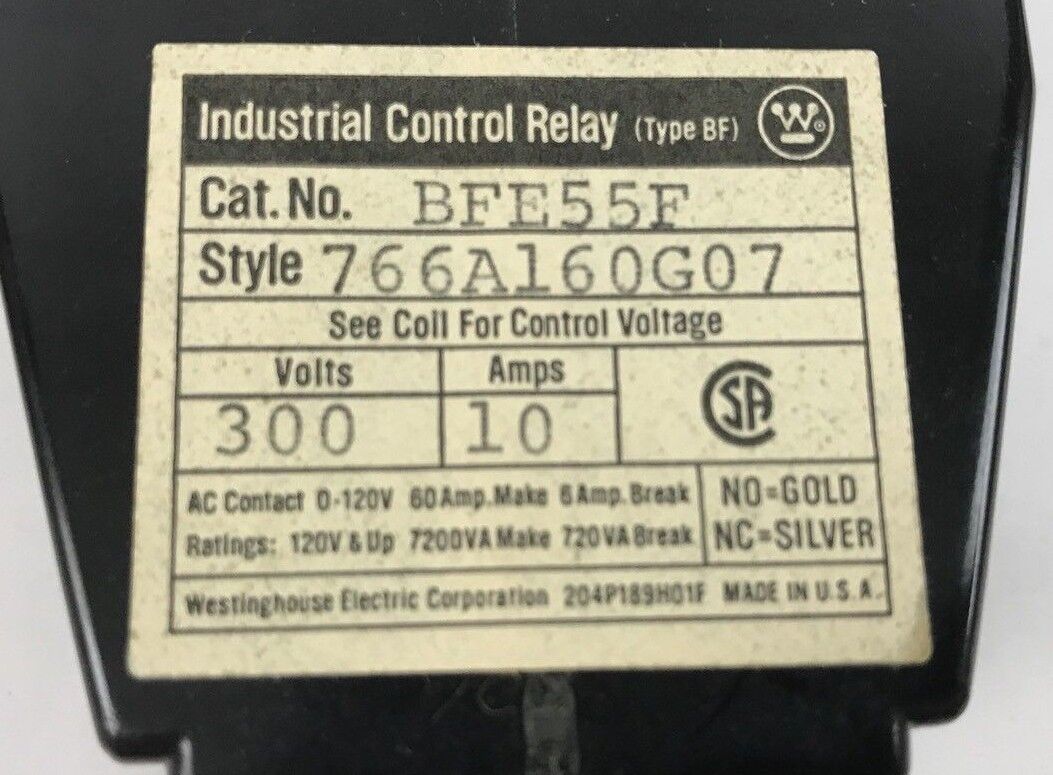 Industrial Control Relay (Type BF) W ®
Cat. No. BFE55F
Style 766A160G07
See Coil For Control Voltage
Volts Amps
300 10 CSA
AC Contact 0-120V 60 Amp. Make 6 Amp. Break
Ratings: 120V & Up 7200VA Make 720VA Break
NO=GOLD
NC=SILVER
Westinghouse Electric Corporation 204P189H01F MADE IN U.S.A.